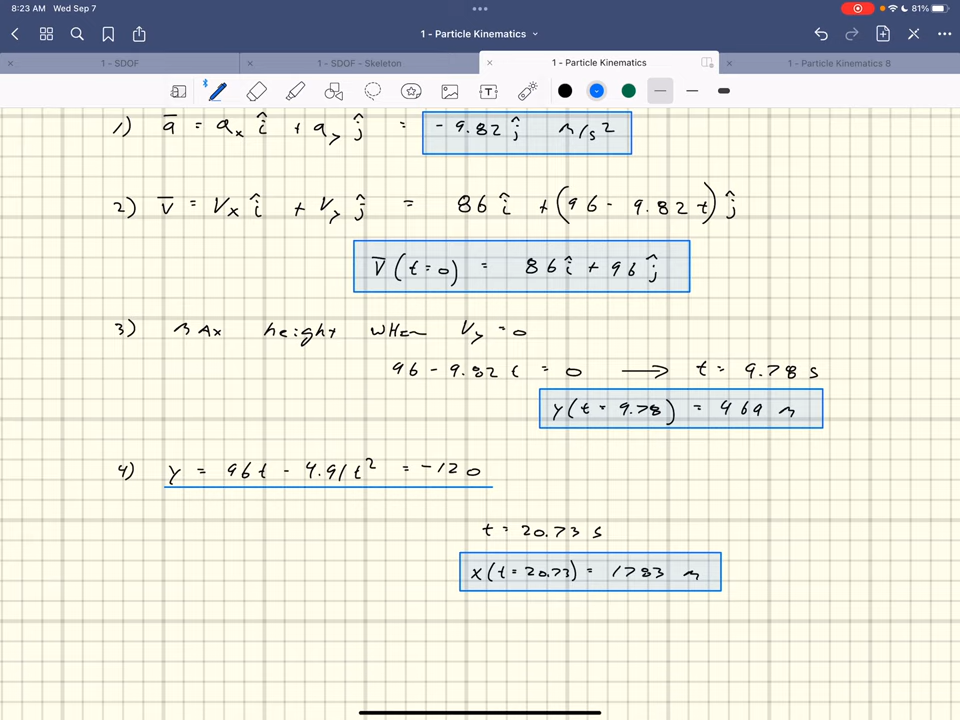 8:23 AM Wed Sep 7
81%
1 - Particle Kinematics
1 - SDOF
1 - SDOF - Skeleton
1 - Particle Kinematics
1 - Particle Kinematics 8
1) a̅ = aₓ î + a_y ĵ = - 9.82 ĵ m/s²
2) v̅ = Vₓ î + V_y ĵ = 86 î + (96 - 9.82 t) ĵ
v̅ (t = 0) = 86 î + 96 ĵ
3) MAx height WHen V_y = 0
96 - 9.82 t = 0 → t = 9.78 s
y(t = 9.78) = 469 m
4) y = 96t - 4.91t² = -120
t = 20.73 s
x(t = 20.73) = 1783 m